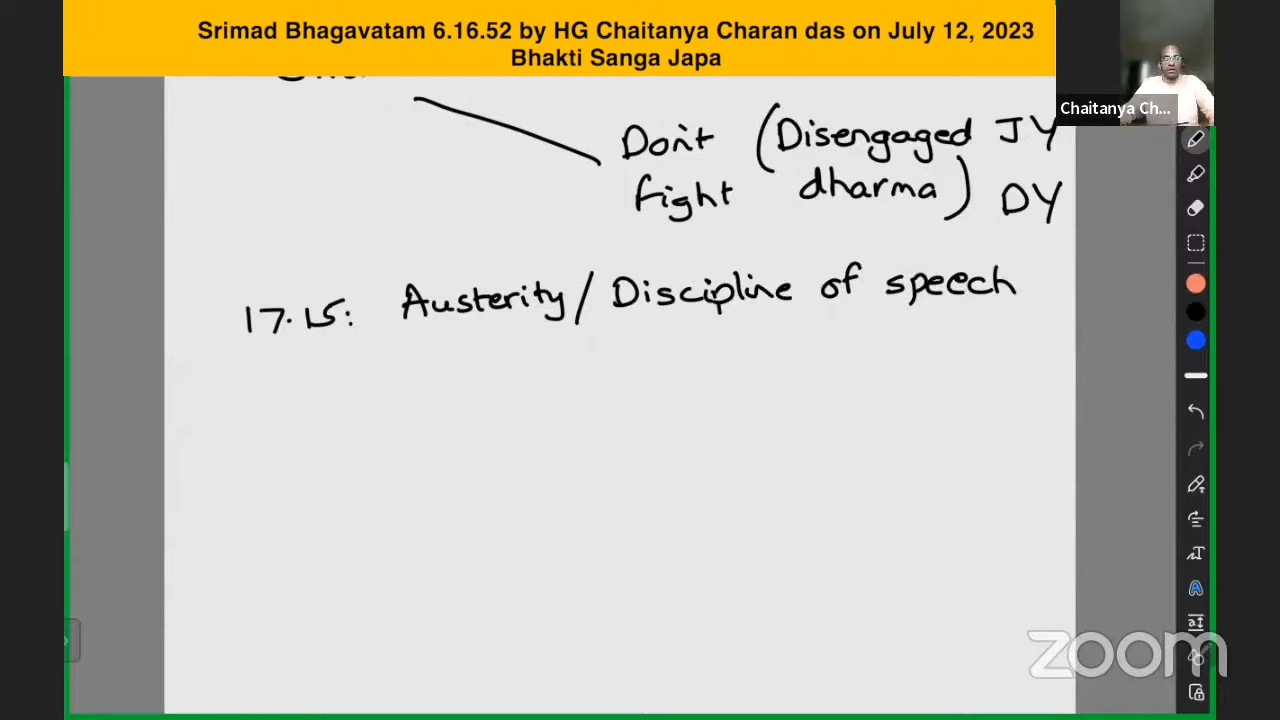 Srimad Bhagavatam 6.16.52 by HG Chaitanya Charan das on July 12, 2023
Bhakti Sanga Japa
Chaitanya Ch...
Don't (Disengaged JY
fight dharma) DY
17.15: Austerity/Discipline of speech
zoom